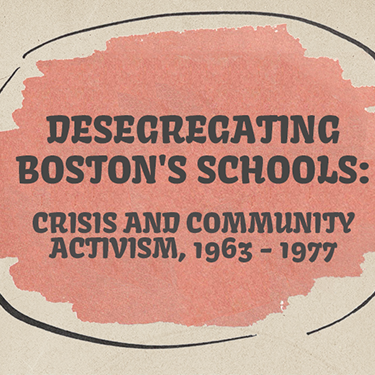 DESEGREGATING
BOSTON'S SCHOOLS:
CRISIS AND COMMUNITY
ACTIVISM, 1963 - 1977